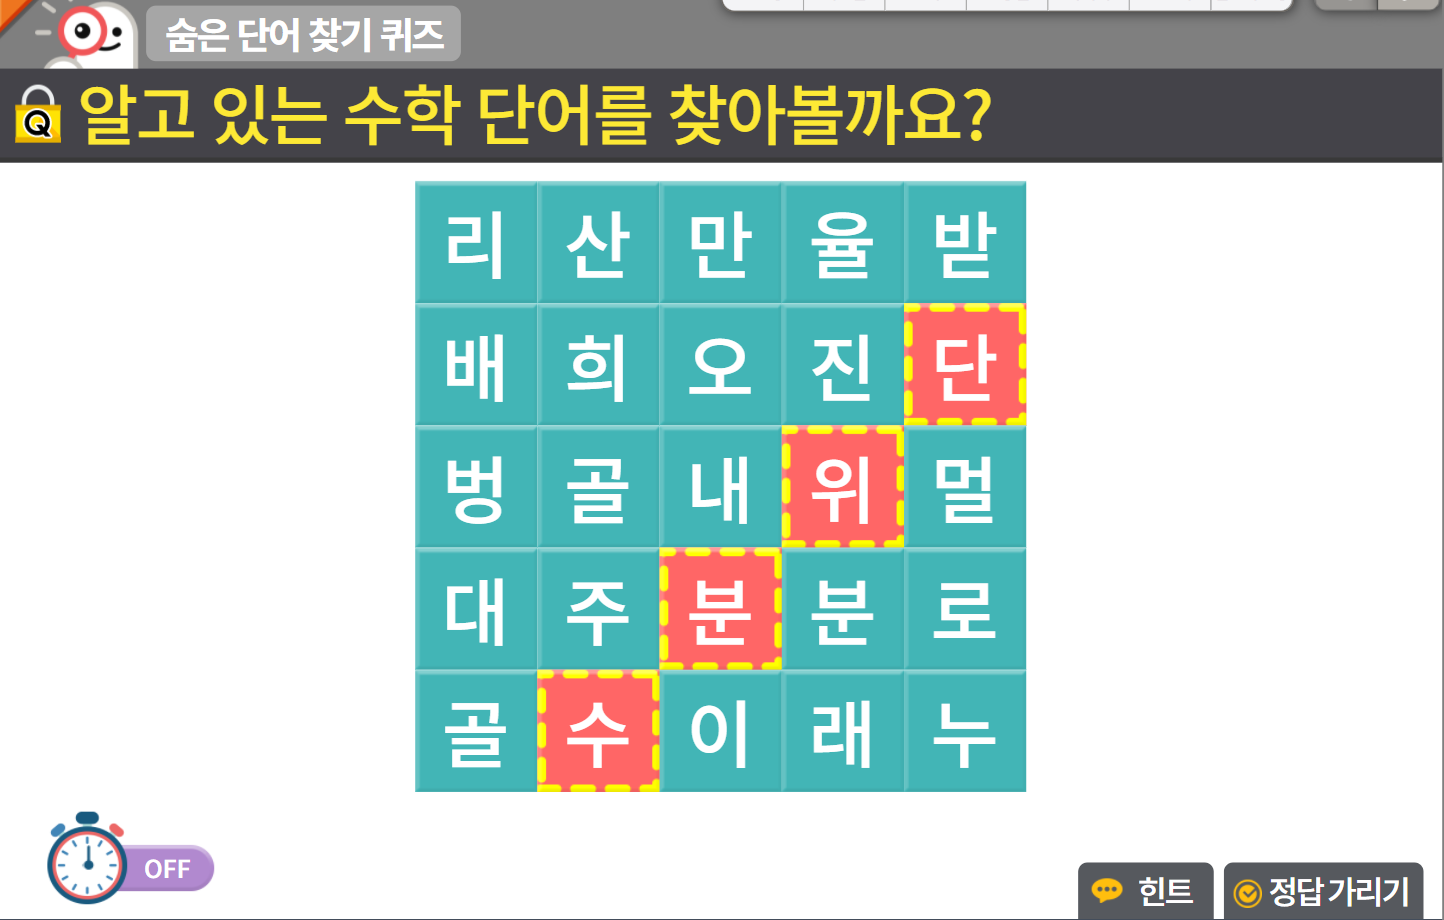 숨은 단어 찾기 퀴즈
Q 알고 있는 수학 단어를 찾아볼까요?
리 산 만 율 받
배 희 오 진 단
벙 골 내 위 멀
대 주 분 분 로
골 수 이 래 누
OFF
힌트
정답 가리기